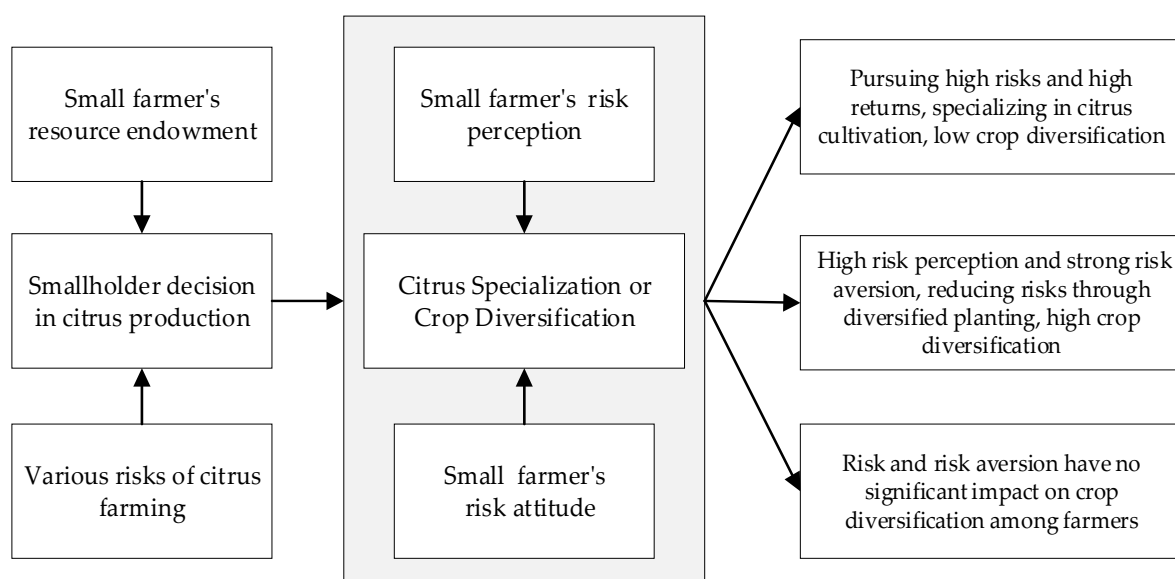 Small farmer's
resource endowment
Smallholder decision
in citrus production
Various risks of citrus
farming
Small farmer's risk
perception
Citrus Specialization or
Crop Diversification
Small farmer's
risk attitude
Pursuing high risks and high
returns, specializing in citrus
cultivation, low crop diversification
High risk perception and strong risk
aversion, reducing risks through
diversified planting, high crop
diversification
Risk and risk aversion have no
significant impact on crop
diversification among farmers